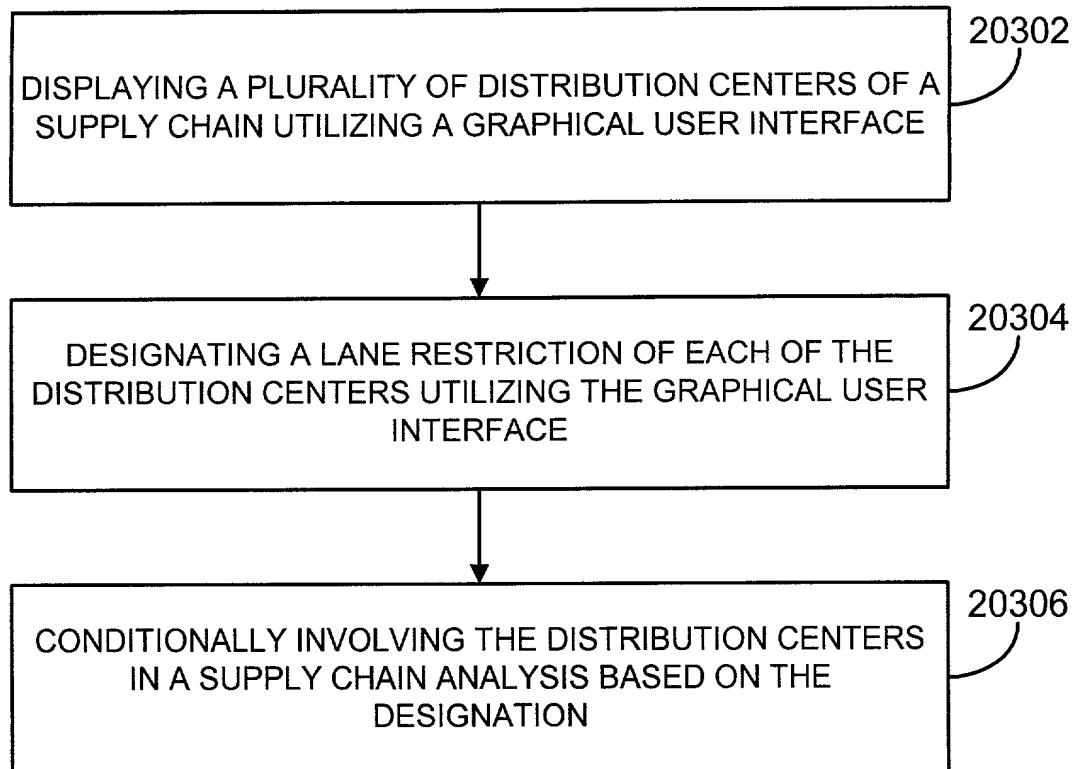 20302
DISPLAYING A PLURALITY OF DISTRIBUTION CENTERS OF A
SUPPLY CHAIN UTILIZING A GRAPHICAL USER INTERFACE
20304
DESIGNATING A LANE RESTRICTION OF EACH OF THE
DISTRIBUTION CENTERS UTILIZING THE GRAPHICAL USER
INTERFACE
20306
CONDITIONALLY INVOLVING THE DISTRIBUTION CENTERS
IN A SUPPLY CHAIN ANALYSIS BASED ON THE
DESIGNATION